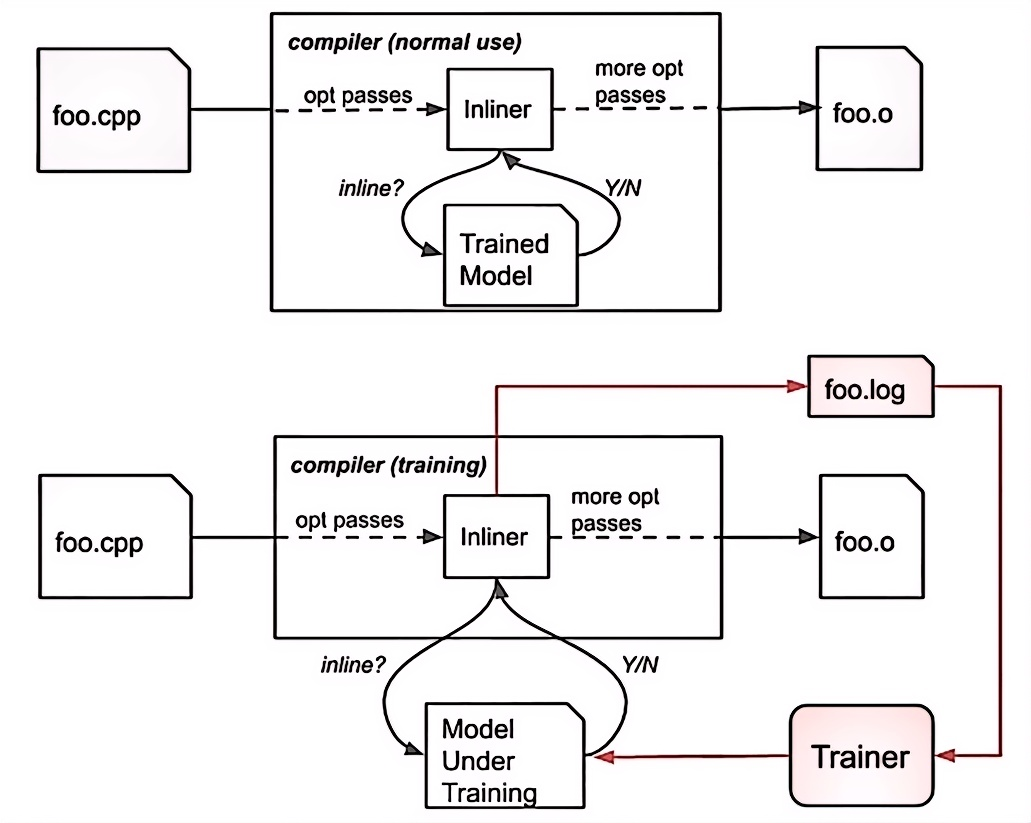 compiler (normal use)
foo.cpp
opt passes
Inliner
more opt
passes
foo.o
inline?
Y/N
Trained
Model
foo.log
compiler (training)
foo.cpp
opt passes
Inliner
more opt
passes
foo.o
inline?
Y/N
Model
Under
Training
Trainer